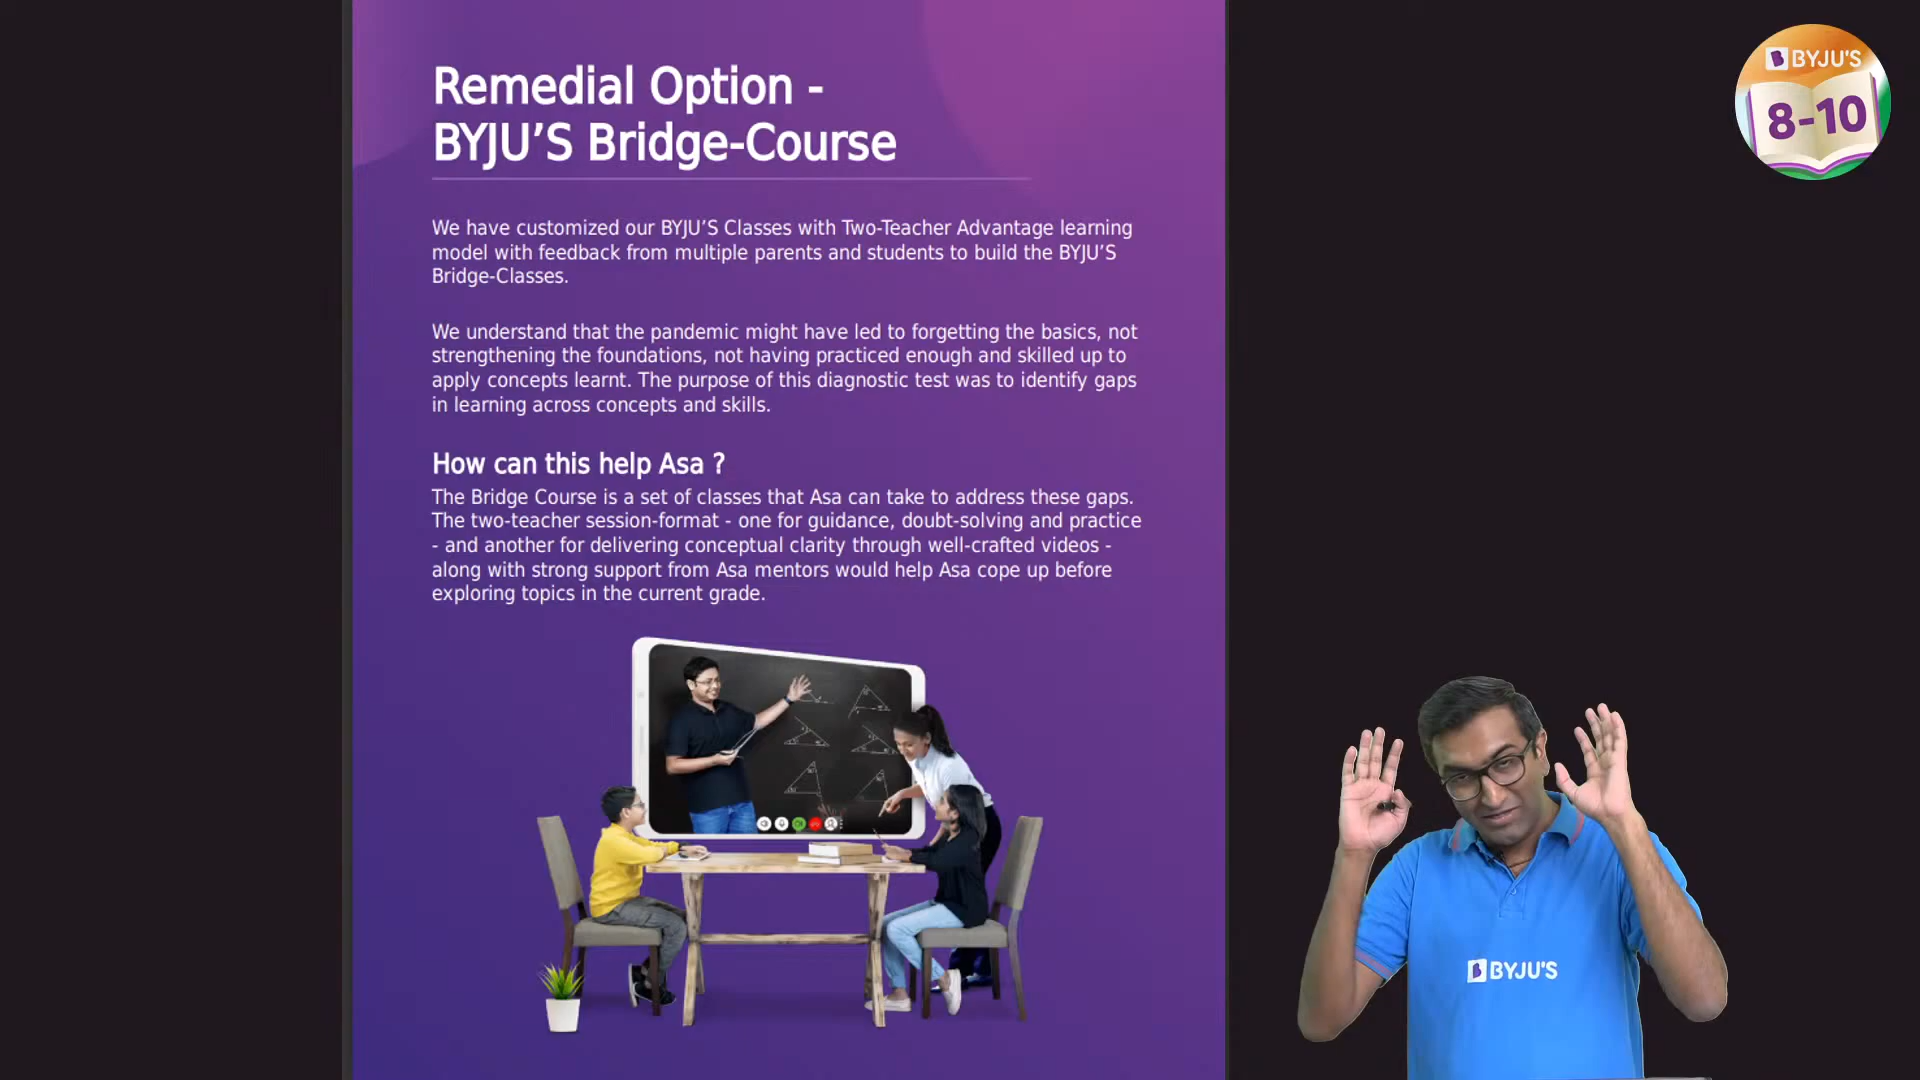 Remedial Option -
BYJU'S Bridge-Course
We have customized our BYJU'S Classes with Two-Teacher Advantage learning
model with feedback from multiple parents and students to build the BYJU'S
Bridge-Classes.
We understand that the pandemic might have led to forgetting the basics, not
strengthening the foundations, not having practiced enough and skilled up to
apply concepts learnt. The purpose of this diagnostic test was to identify gaps
in learning across concepts and skills.
How can this help Asa ?
The Bridge Course is a set of classes that Asa can take to address these gaps.
The two-teacher session-format - one for guidance, doubt-solving and practice
- and another for delivering conceptual clarity through well-crafted videos -
along with strong support from Asa mentors would help Asa cope up before
exploring topics in the current grade.
BYJU'S
8-10
BYJU'S